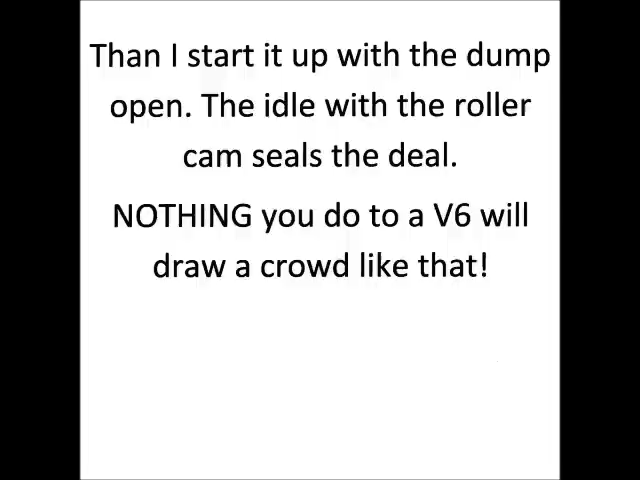 Than I start it up with the dump
open. The idle with the roller
cam seals the deal.
NOTHING you do to a V6 will
draw a crowd like that!